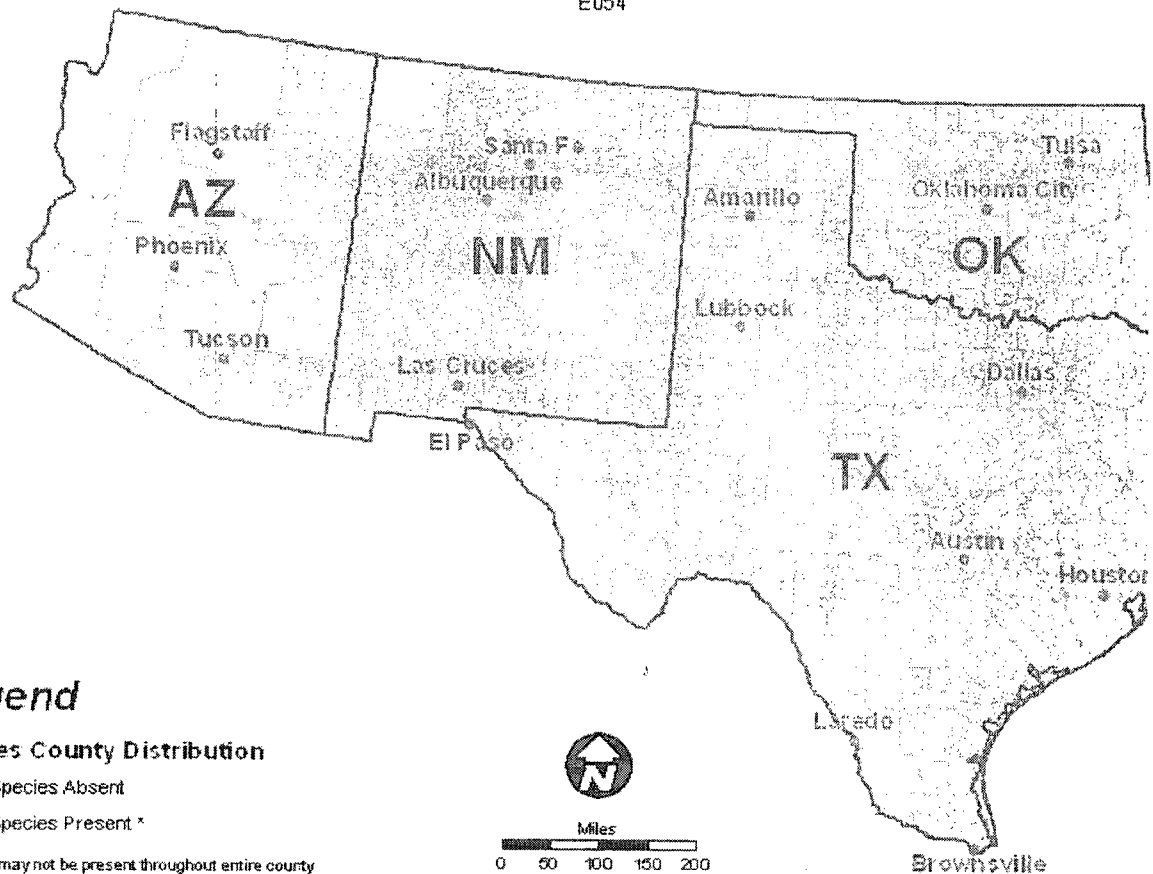 E054
Flagstaff
Santa Fe
Tulsa
Albuquerque
Oklahoma City
AZ
Amarillo
Phoenix
NM
OK
Lubbock
Tucson
Las Cruces
Dallas
El Paso
TX
Austin
Houston
gend
Laredo
es County Distribution
Species Absent
N
Species Present *
Miles
may not be present throughout entire county
0 50 100 150 200
Brownsville